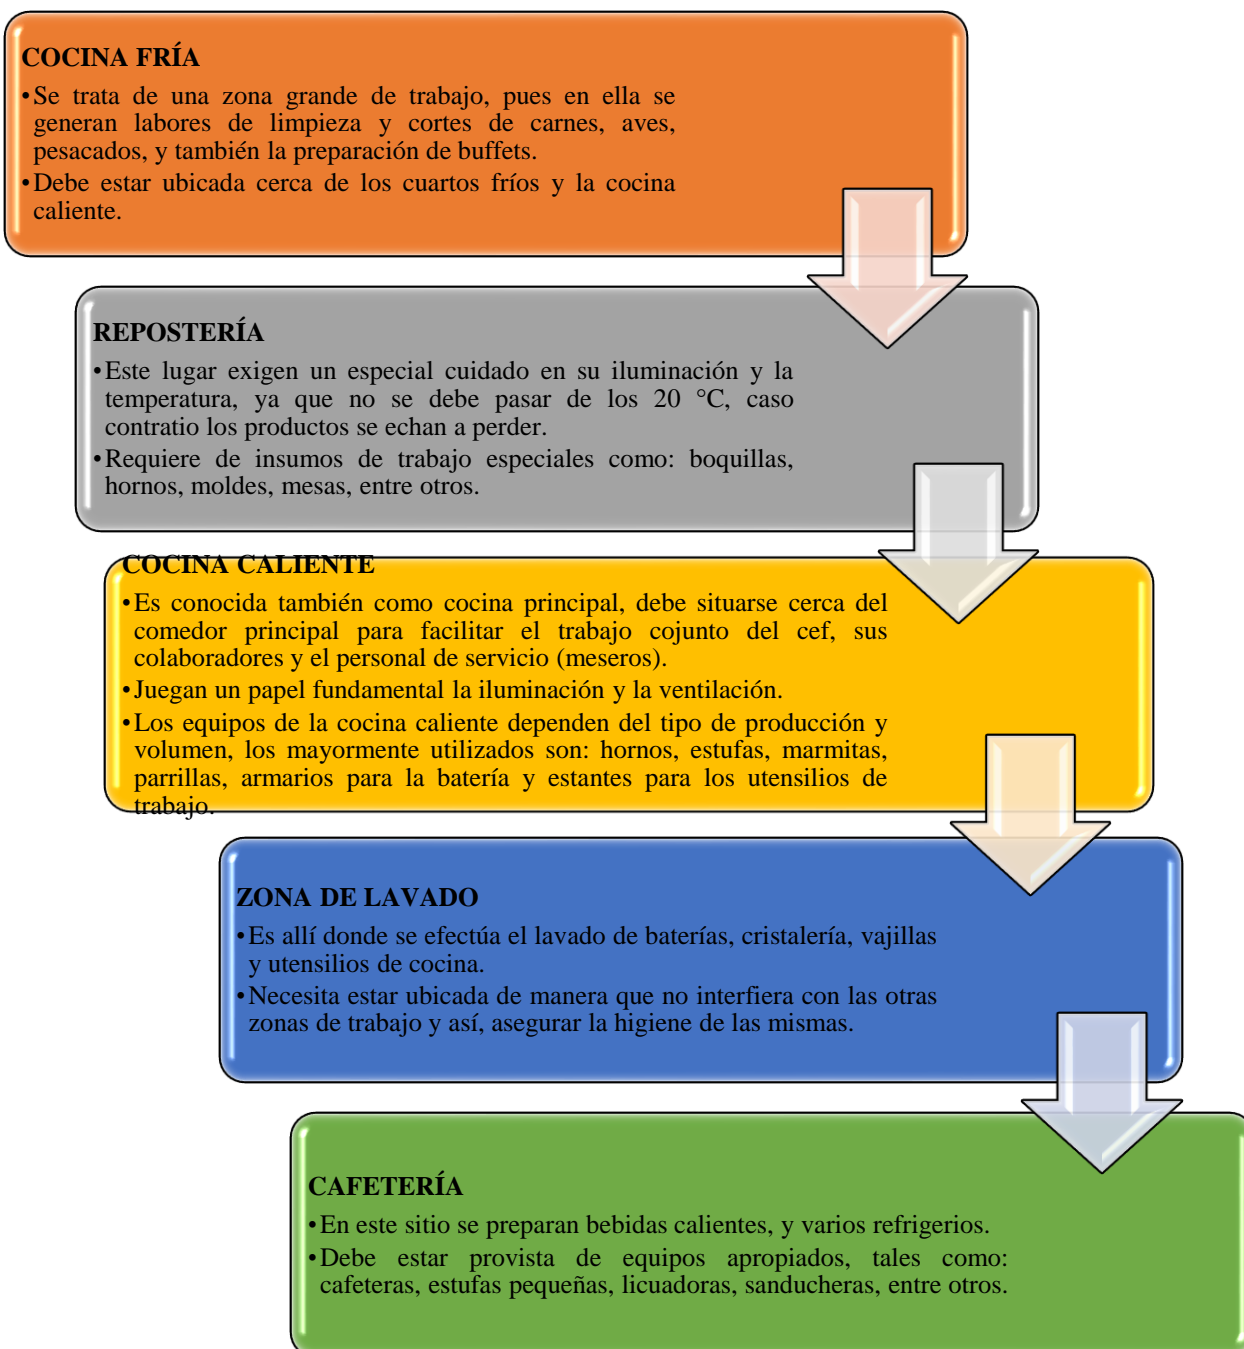 COCINA FRÍA
•Se trata de una zona grande de trabajo, pues en ella se
generan labores de limpieza y cortes de carnes, aves,
pesacados, y también la preparación de buffets.
•Debe estar ubicada cerca de los cuartos fríos y la cocina
caliente.
REPOSTERÍA
•Este lugar exigen un especial cuidado en su iluminación y la
temperatura, ya que no se debe pasar de los 20 °C, caso
contratio los productos se echan a perder.
•Requiere de insumos de trabajo especiales como: boquillas,
hornos, moldes, mesas, entre otros.
COCINA CALIENTE
•Es conocida también como cocina principal, debe situarse cerca del
comedor principal para facilitar el trabajo cojunto del cef, sus
colaboradores y el personal de servicio (meseros).
•Juegan un papel fundamental la iluminación y la ventilación.
•Los equipos de la cocina caliente dependen del tipo de producción y
volumen, los mayormente utilizados son: hornos, estufas, marmitas,
parrillas, armarios para la batería y estantes para los utensilios de
trabajo.
ZONA DE LAVADO
•Es allí donde se efectúa el lavado de baterías, cristalería, vajillas
y utensilios de cocina.
•Necesita estar ubicada de manera que no interfiera con las otras
zonas de trabajo y así, asegurar la higiene de las mismas.
CAFETERÍA
•En este sitio se preparan bebidas calientes, y varios refrigerios.
•Debe estar provista de equipos apropiados, tales como:
cafeteras, estufas pequeñas, licuadoras, sanducheras, entre otros.